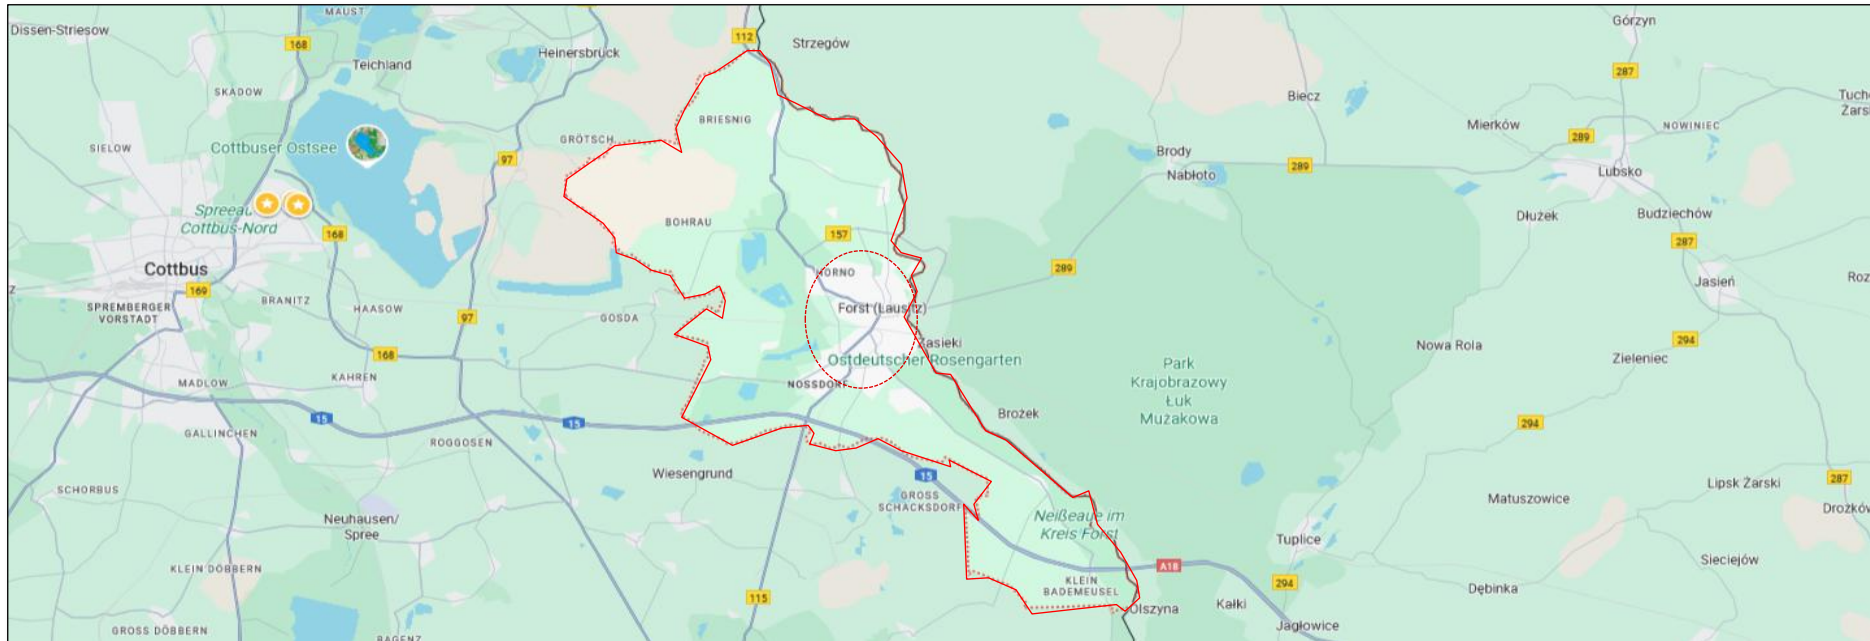 MAUST
Dissen-Striesow
168
Teichland
Heinersbrück
112
Strzegów
Górzyn
287
SKADOW
Biecz
Tuch
Żars
BRIESNIG
Mierków
NOWINIEC
289
SIELOW
Cottbuser Ostsee
GRÖTSCH
97
Brody
Nabłoto
289
Lubsko
Spreeau
Cottbus-Nord
168
BOHRAU
157
Dłużek
Budziechów
287
Cottbus
HORNO
289
Roz
Jasień
Z
169
BRANITZ
SPREMBERGER
VORSTADT
HAASOW
97
GOSDA
Forst (Lausitz)
Zasieki
Nowa Rola
294
Zieleniec
168
Ostdeutscher Rosengarten
Park
Krajobrazowy
Łuk
Mużakowa
MADLOW
KAHREN
NOSSDORF
15
15
Brożek
294
GALLINCHEN
ROGGOSEN
Wiesengrund
15
GROSS
SCHACKSDORF
SCHORBUS
Lipsk Żarski
287
Matuszowice
Drożków
Neuhausen/
Spree
Neißeaue im
Kreis Forst
Tuplice
Sieciejów
KLEIN DÖBBERN
A18
KLEIN
BADEMEUSEL
294
Dębinka
115
Olszyna
Kałki
Jagłowice
GROSS DÖBBERN
BAGENZ